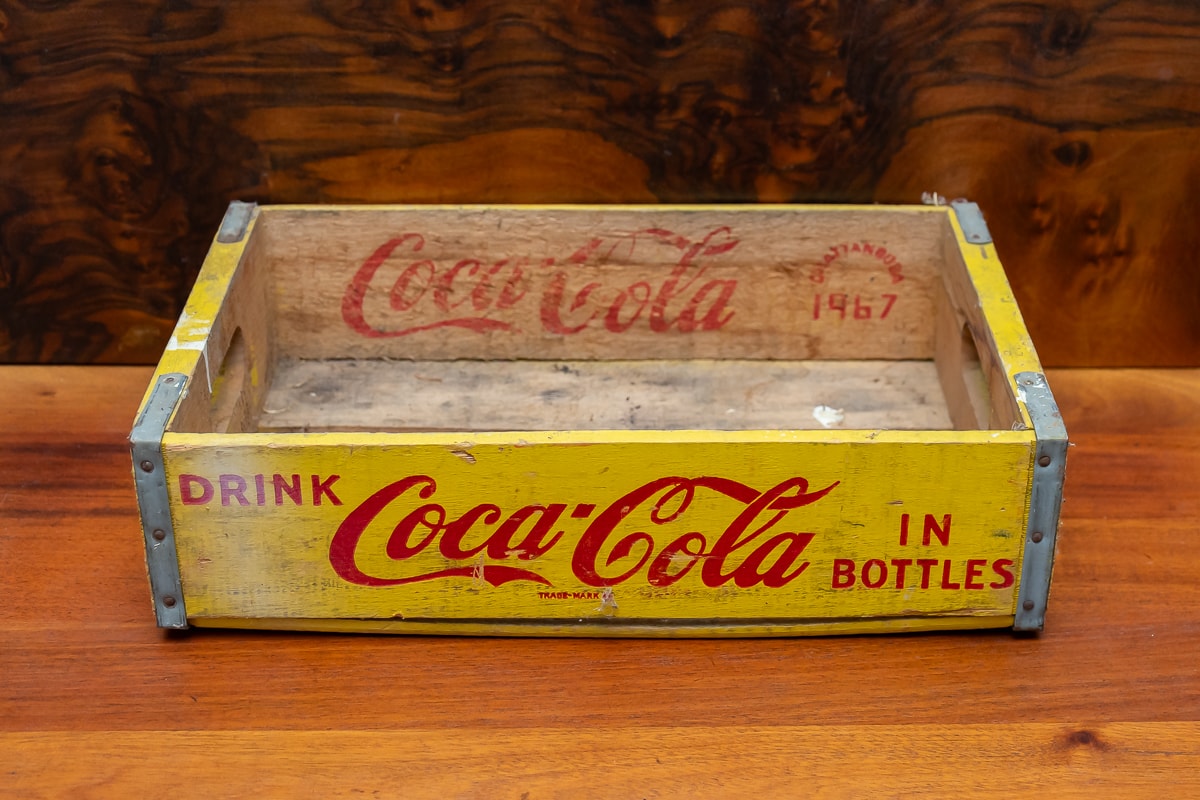 Coca-Cola
CHATTANOOGA
1967
DRINK
Coca-Cola
TRADE-MARK ®
IN
BOTTLES